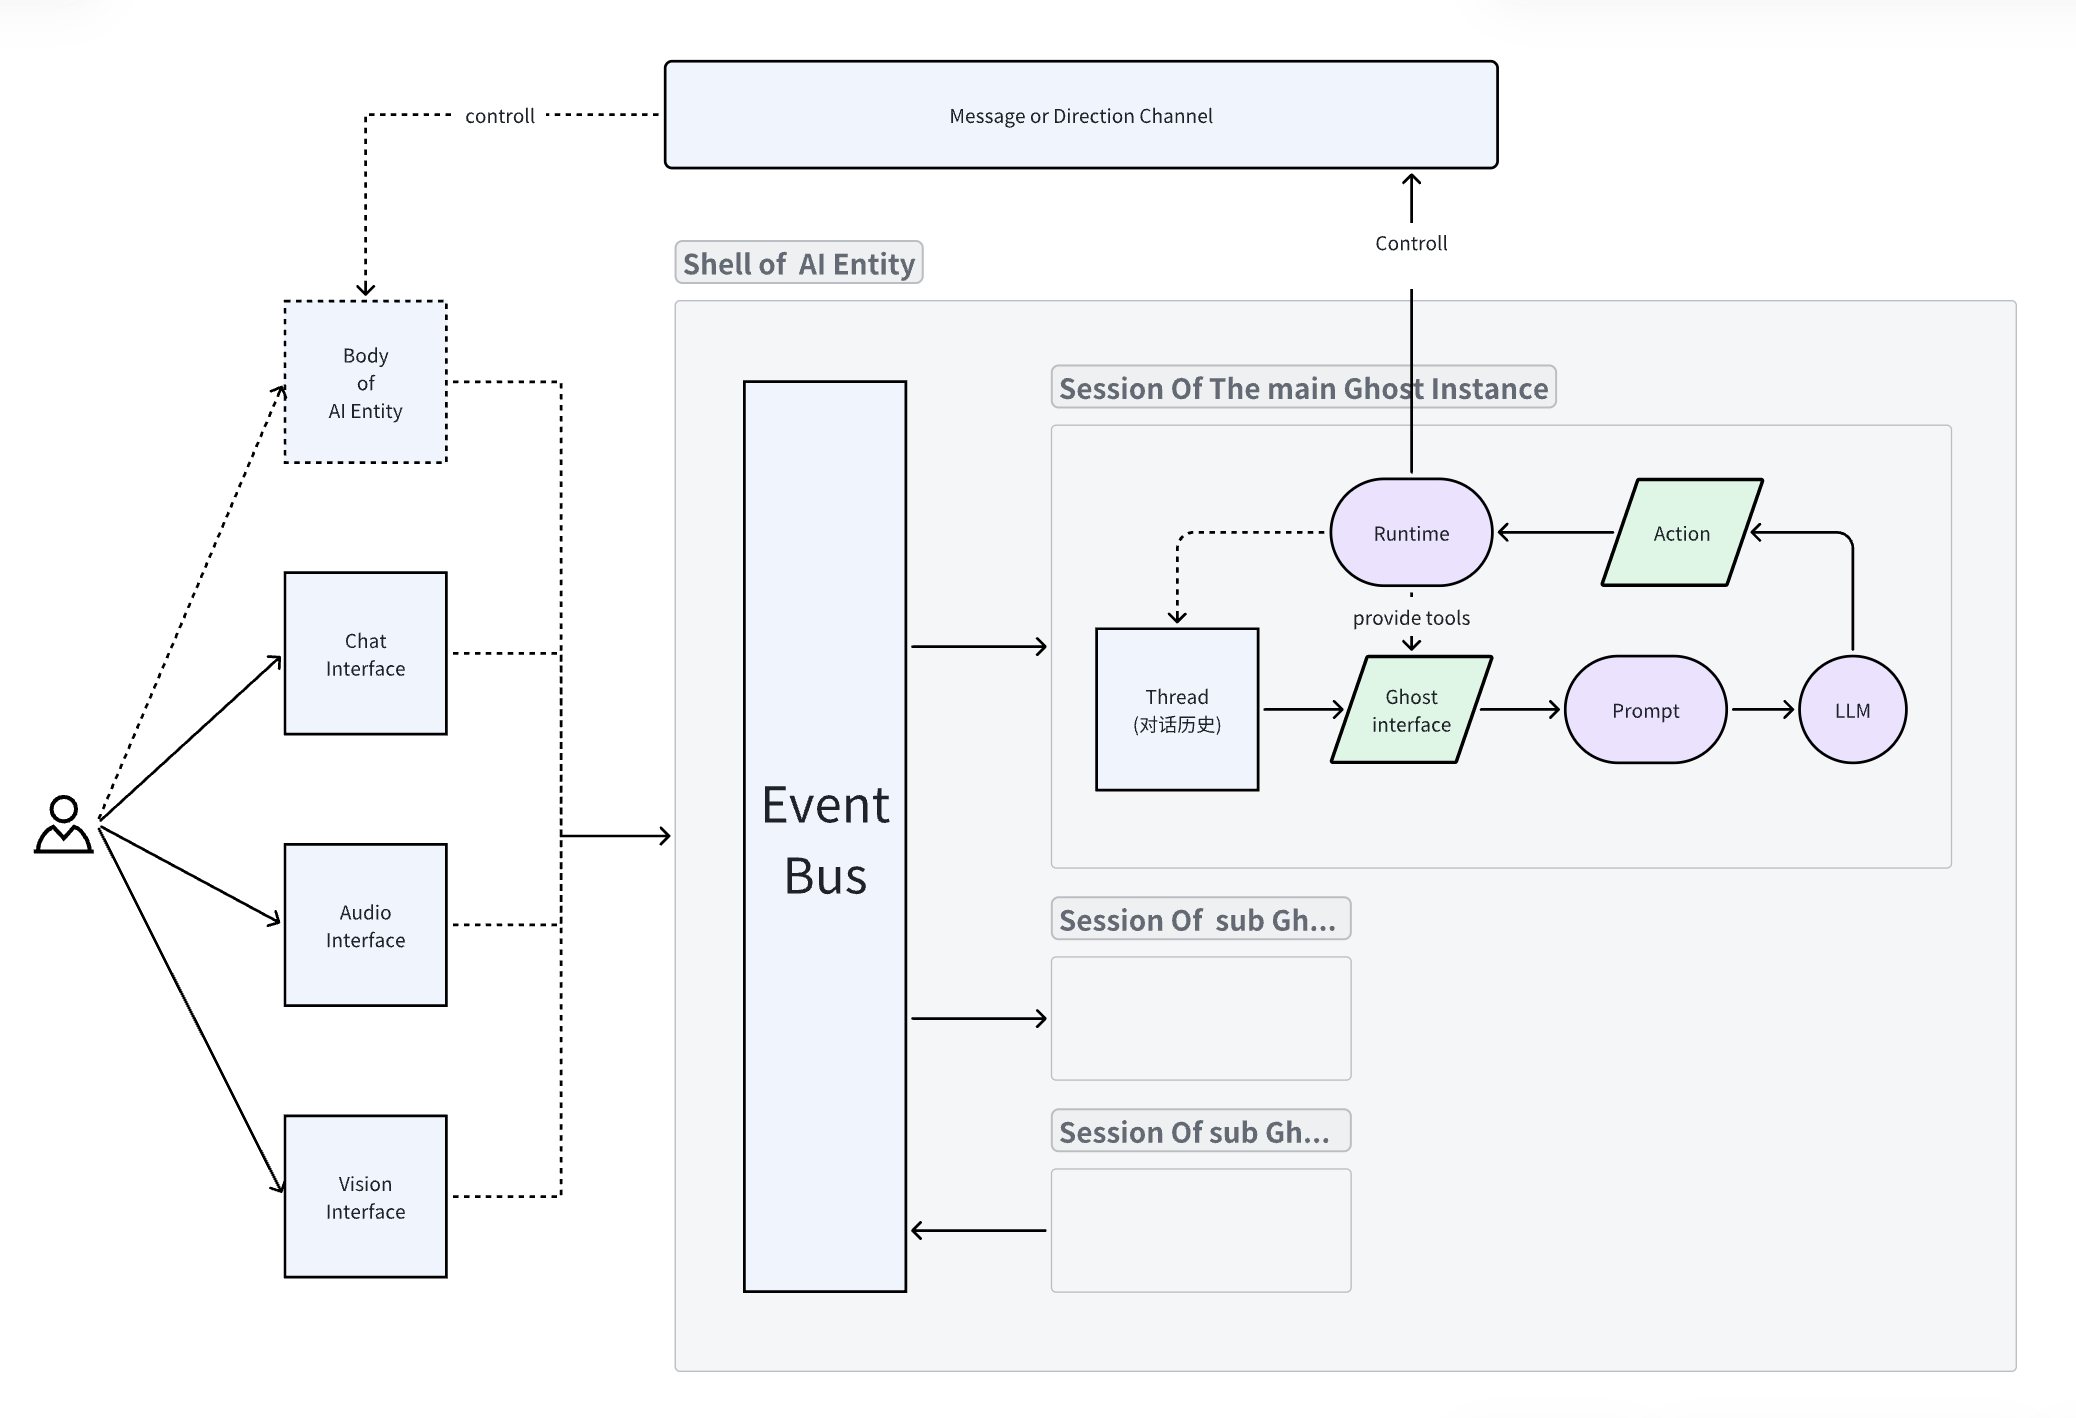 controll
Message or Direction Channel
Controll
Shell of  AI Entity
Body
of
AI Entity
Session Of The main Ghost Instance
Runtime
Action
provide tools
Chat
Interface
Thread
(对话历史)
Ghost
interface
Prompt
LLM
Event
Bus
Audio
Interface
Session Of  sub Gh...
Session Of sub Gh...
Vision
Interface